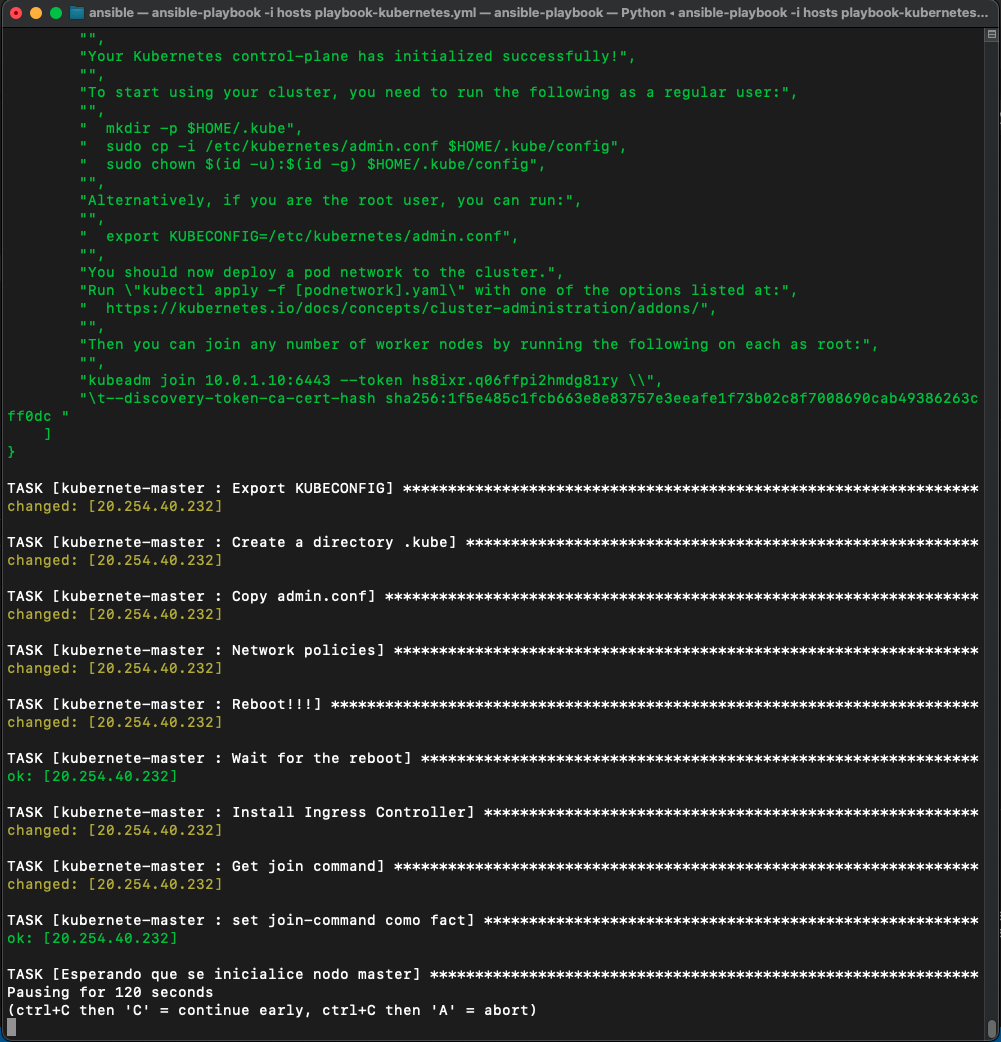 ansible — ansible-playbook -i hosts playbook-kubernetes.yml — ansible-playbook — Python ◂ ansible-playbook -i hosts playbook-kubernetes...
"",
"Your Kubernetes control-plane has initialized successfully!",
"",
"To start using your cluster, you need to run the following as a regular user:",
"",
"  mkdir -p $HOME/.kube",
"  sudo cp -i /etc/kubernetes/admin.conf $HOME/.kube/config",
"  sudo chown $(id -u):$(id -g) $HOME/.kube/config",
"",
"Alternatively, if you are the root user, you can run:",
"",
"  export KUBECONFIG=/etc/kubernetes/admin.conf",
"",
"You should now deploy a pod network to the cluster.",
"Run \"kubectl apply -f [podnetwork].yaml\" with one of the options listed at:",
"  https://kubernetes.io/docs/concepts/cluster-administration/addons/",
"",
"Then you can join any number of worker nodes by running the following on each as root:",
"",
"kubeadm join 10.0.1.10:6443 --token hs8ixr.q06ffpi2hmdg81ry \\",
"\t--discovery-token-ca-cert-hash sha256:1f5e485c1fcb663e8e83757e3eeafe1f73b02c8f7008690cab49386263c
ff0dc "
]
}
TASK [kubernete-master : Export KUBECONFIG] ****************************************************************
changed: [20.254.40.232]
TASK [kubernete-master : Create a directory .kube] *********************************************************
changed: [20.254.40.232]
TASK [kubernete-master : Copy admin.conf] ******************************************************************
changed: [20.254.40.232]
TASK [kubernete-master : Network policies] *****************************************************************
changed: [20.254.40.232]
TASK [kubernete-master : Reboot!!!] ************************************************************************
changed: [20.254.40.232]
TASK [kubernete-master : Wait for the reboot] **************************************************************
ok: [20.254.40.232]
TASK [kubernete-master : Install Ingress Controller] *******************************************************
changed: [20.254.40.232]
TASK [kubernete-master : Get join command] *****************************************************************
changed: [20.254.40.232]
TASK [kubernete-master : set join-command como fact] *******************************************************
ok: [20.254.40.232]
TASK [Esperando que se inicialice nodo master] *************************************************************
Pausing for 120 seconds
(ctrl+C then 'C' = continue early, ctrl+C then 'A' = abort)